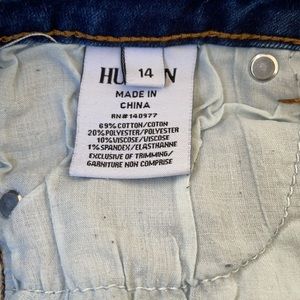 14
MADE IN
CHINA
RN# 140977
69% COTTON/COTON
20% POLYESTER/POLYESTER
10% VISCOSE/VISCOSE
1% SPANDEX/ELASTHANNE
EXCLUSIVE OF TRIMMING/
GARNITURE NON COMPRISE